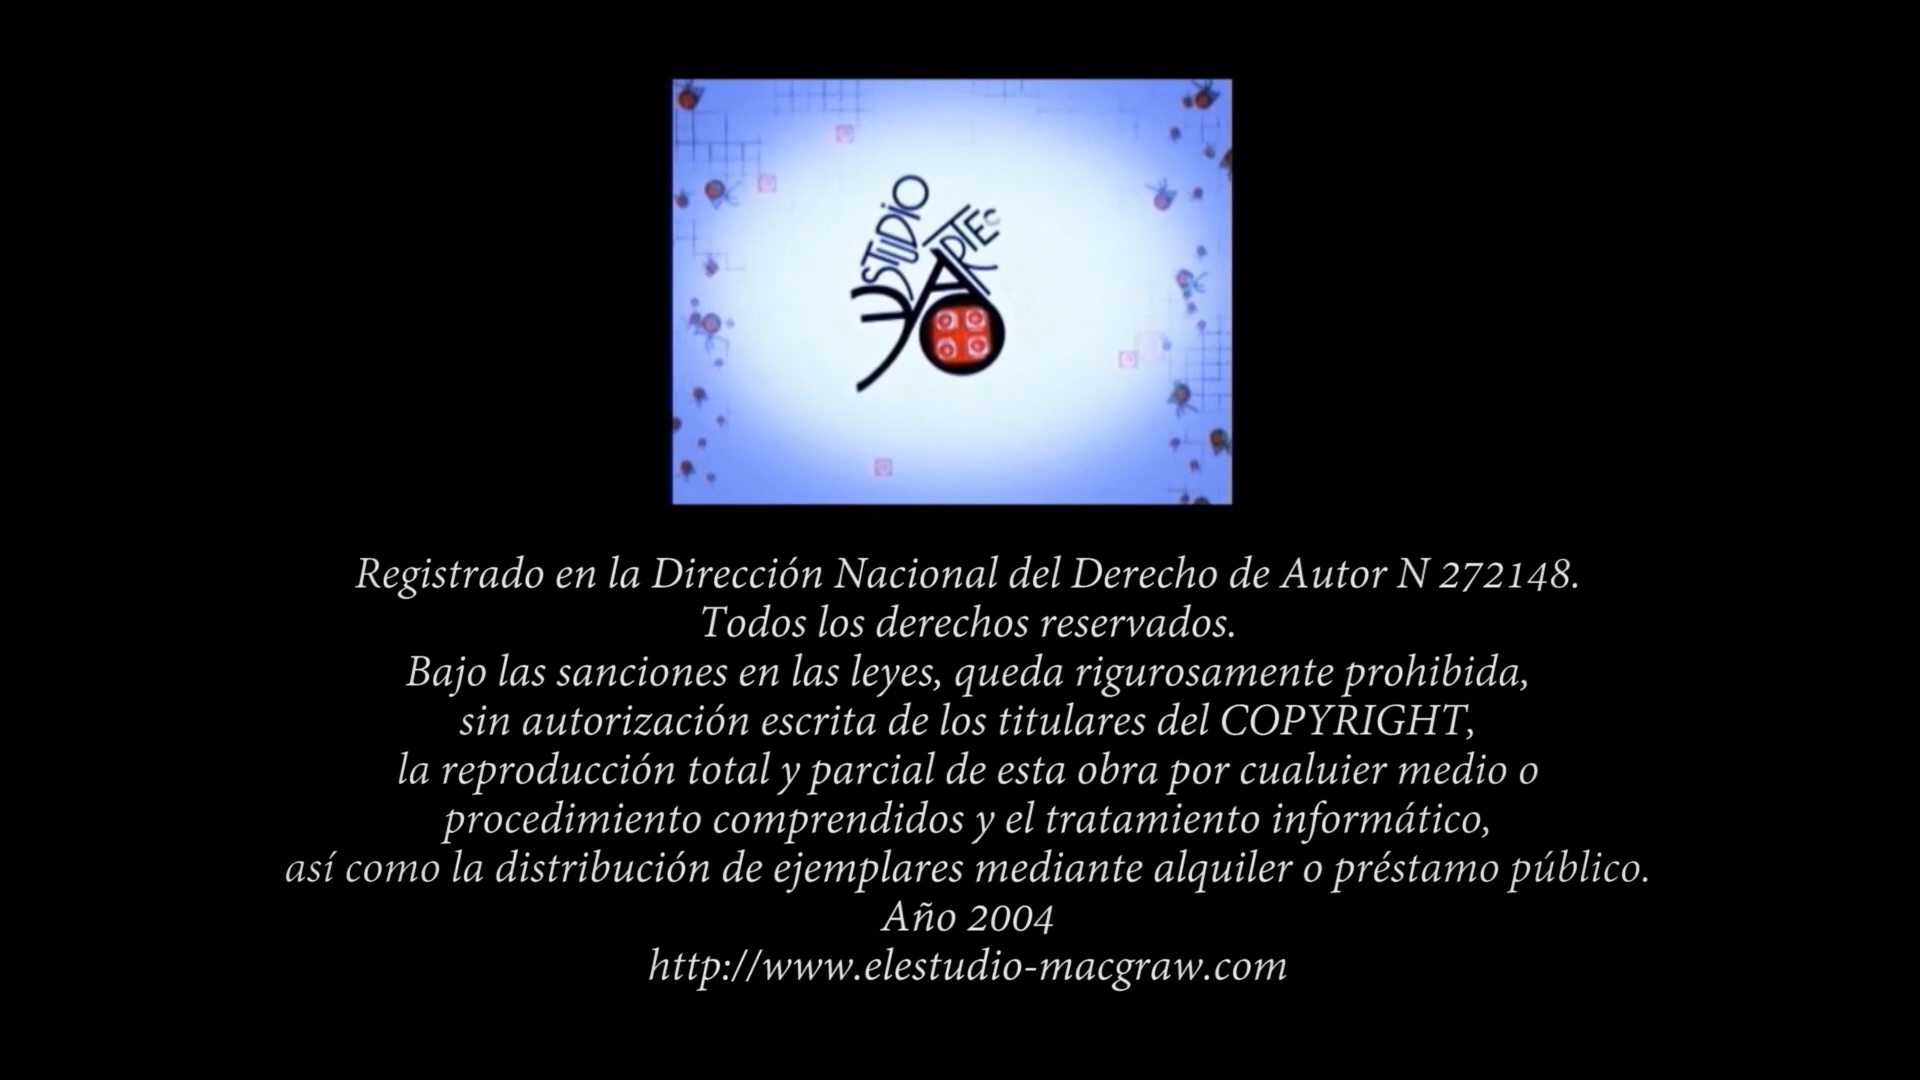 ESTUDIO
ARTEC
Registrado en la Dirección Nacional del Derecho de Autor N 272148.
Todos los derechos reservados.
Bajo las sanciones en las leyes, queda rigurosamente prohibida,
sin autorización escrita de los titulares del COPYRIGHT,
la reproducción total y parcial de esta obra por cualuier medio o
procedimiento comprendidos y el tratamiento informático,
así como la distribución de ejemplares mediante alquiler o préstamo público.
Año 2004
http://www.elestudio-macgraw.com